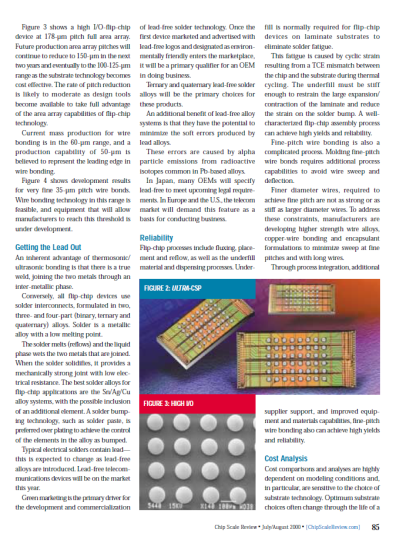 Figure 3 shows a high I/O-flip-chip
device at 178-µm pitch full area array.
Future production area array pitches will
continue to reduce to 150-µm in the next
two years and eventually to the 100-125-µm
range as the substrate technology becomes
cost effective. The rate of pitch reduction
is likely to moderate as design tools
become available to take full advantage
of the area array capabilities of flip-chip
technology.
Current mass production for wire
bonding is in the 60-µm range, and a
production capability of 50-µm is
believed to represent the leading edge in
wire bonding.
Figure 4 shows development results
for very fine 35-µm pitch wire bonds.
Wire bonding technology in this range is
feasible, and equipment that will allow
manufacturers to reach this threshold is
under development.
Getting the Lead Out
An inherent advantage of thermosonic/
ultrasonic bonding is that there is a true
weld, joining the two metals through an
inter-metallic phase.
Conversely, all flip-chip devices use
solder interconnects, formulated in two,
three- and four-part (binary, ternary and
quaternary) alloys. Solder is a metallic
alloy with a low melting point.
The solder melts (reflows) and the liquid
phase wets the two metals that are joined.
When the solder solidifies, it provides a
mechanically strong joint with low elec-
trical resistance. The best solder alloys for
flip-chip applications are the Sn/Ag/Cu
alloy systems, with the possible inclusion
of an additional element. A solder bump-
ing technology, such as solder paste, is
preferred over plating to achieve the control
of the elements in the alloy as bumped.
Typical electrical solders contain lead—
this is expected to change as lead-free
alloys are introduced. Lead-free telecom-
munications devices will be on the market
this year.
Green marketing is the primary driver for
the development and commercialization
of lead-free solder technology. Once the
first device marketed and advertised with
lead-free logos and designated as environ-
mentally friendly enters the marketplace,
it will be a primary qualifier for an OEM
in doing business.
Ternary and quaternary lead-free solder
alloys will be the primary choices for
these products.
An additional benefit of lead-free alloy
systems is that they have the potential to
minimize the soft errors produced by
lead alloys.
These errors are caused by alpha
particle emissions from radioactive
isotopes common in Pb-based alloys.
In Japan, many OEMs will specify
lead-free to meet upcoming legal require-
ments. In Europe and the U.S., the telecom
market will demand this feature as a
basis for conducting business.
Reliability
Flip-chip processes include fluxing, place-
ment and reflow, as well as the underfill
material and dispensing processes. Under-
fill is normally required for flip-chip
devices on laminate substrates to
eliminate solder fatigue.
This fatigue is caused by cyclic strain
resulting from a TCE mismatch between
the chip and the substrate during thermal
cycling. The underfill must be stiff
enough to restrain the large expansion/
contraction of the laminate and reduce
the strain on the solder bump. A well-
characterized flip-chip assembly process
can achieve high yields and reliability.
Fine-pitch wire bonding is also a
complicated process. Molding fine-pitch
wire bonds requires additional process
capabilities to avoid wire sweep and
deflection.
Finer diameter wires, required to
achieve fine pitch are not as strong or as
stiff as larger diameter wires. To address
these constraints, manufacturers are
developing higher strength wire alloys,
copper-wire bonding and encapsulant
formulations to minimize sweep at fine
pitches and with long wires.
Through process integration, additional
FIGURE 2: ULTRA-CSP
FIGURE 3: HIGH I/O
supplier support, and improved equip-
ment and materials capabilities, fine-pitch
wire bonding also can achieve high yields
and reliability.
Cost Analysis
Cost comparisons and analyses are highly
dependent on modeling conditions and,
in particular, are sensitive to the choice of
substrate technology. Optimum substrate
choices often change through the life of a
Chip Scale Review • July/August 2000 • [ChipScaleReview.com] 85